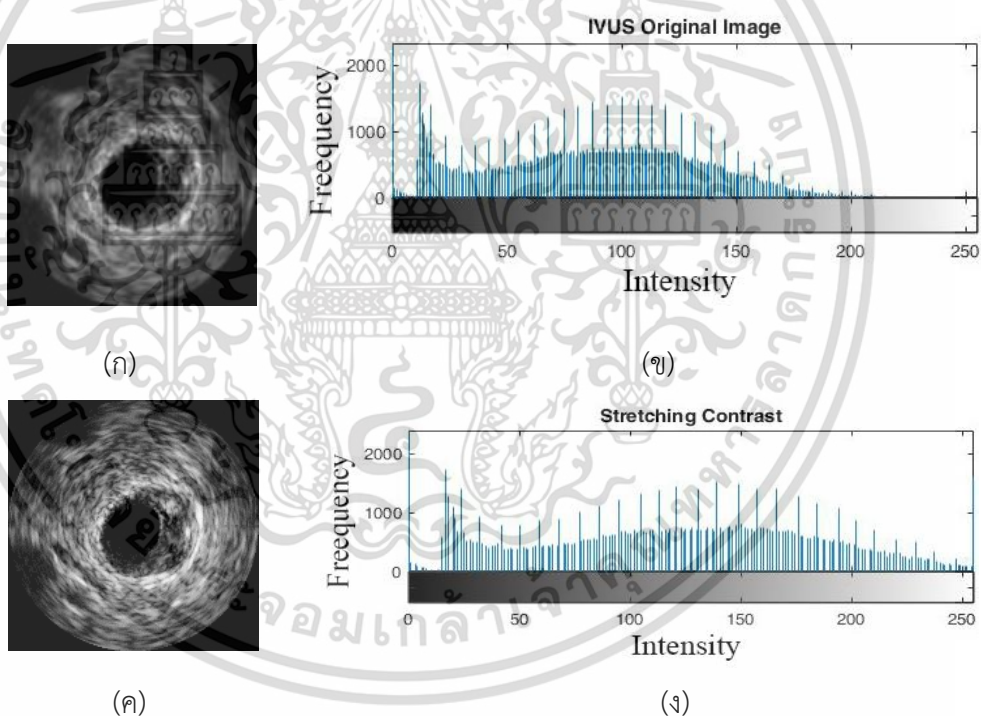 IVUS Original Image
Freequency
2000
1000
0
0 50 100 150 200 250
Intensity
(ก) (ข)
Stretching Contrast
Freequency
2000
1000
0
0 50 100 150 200 250
Intensity
(ค) (ง)